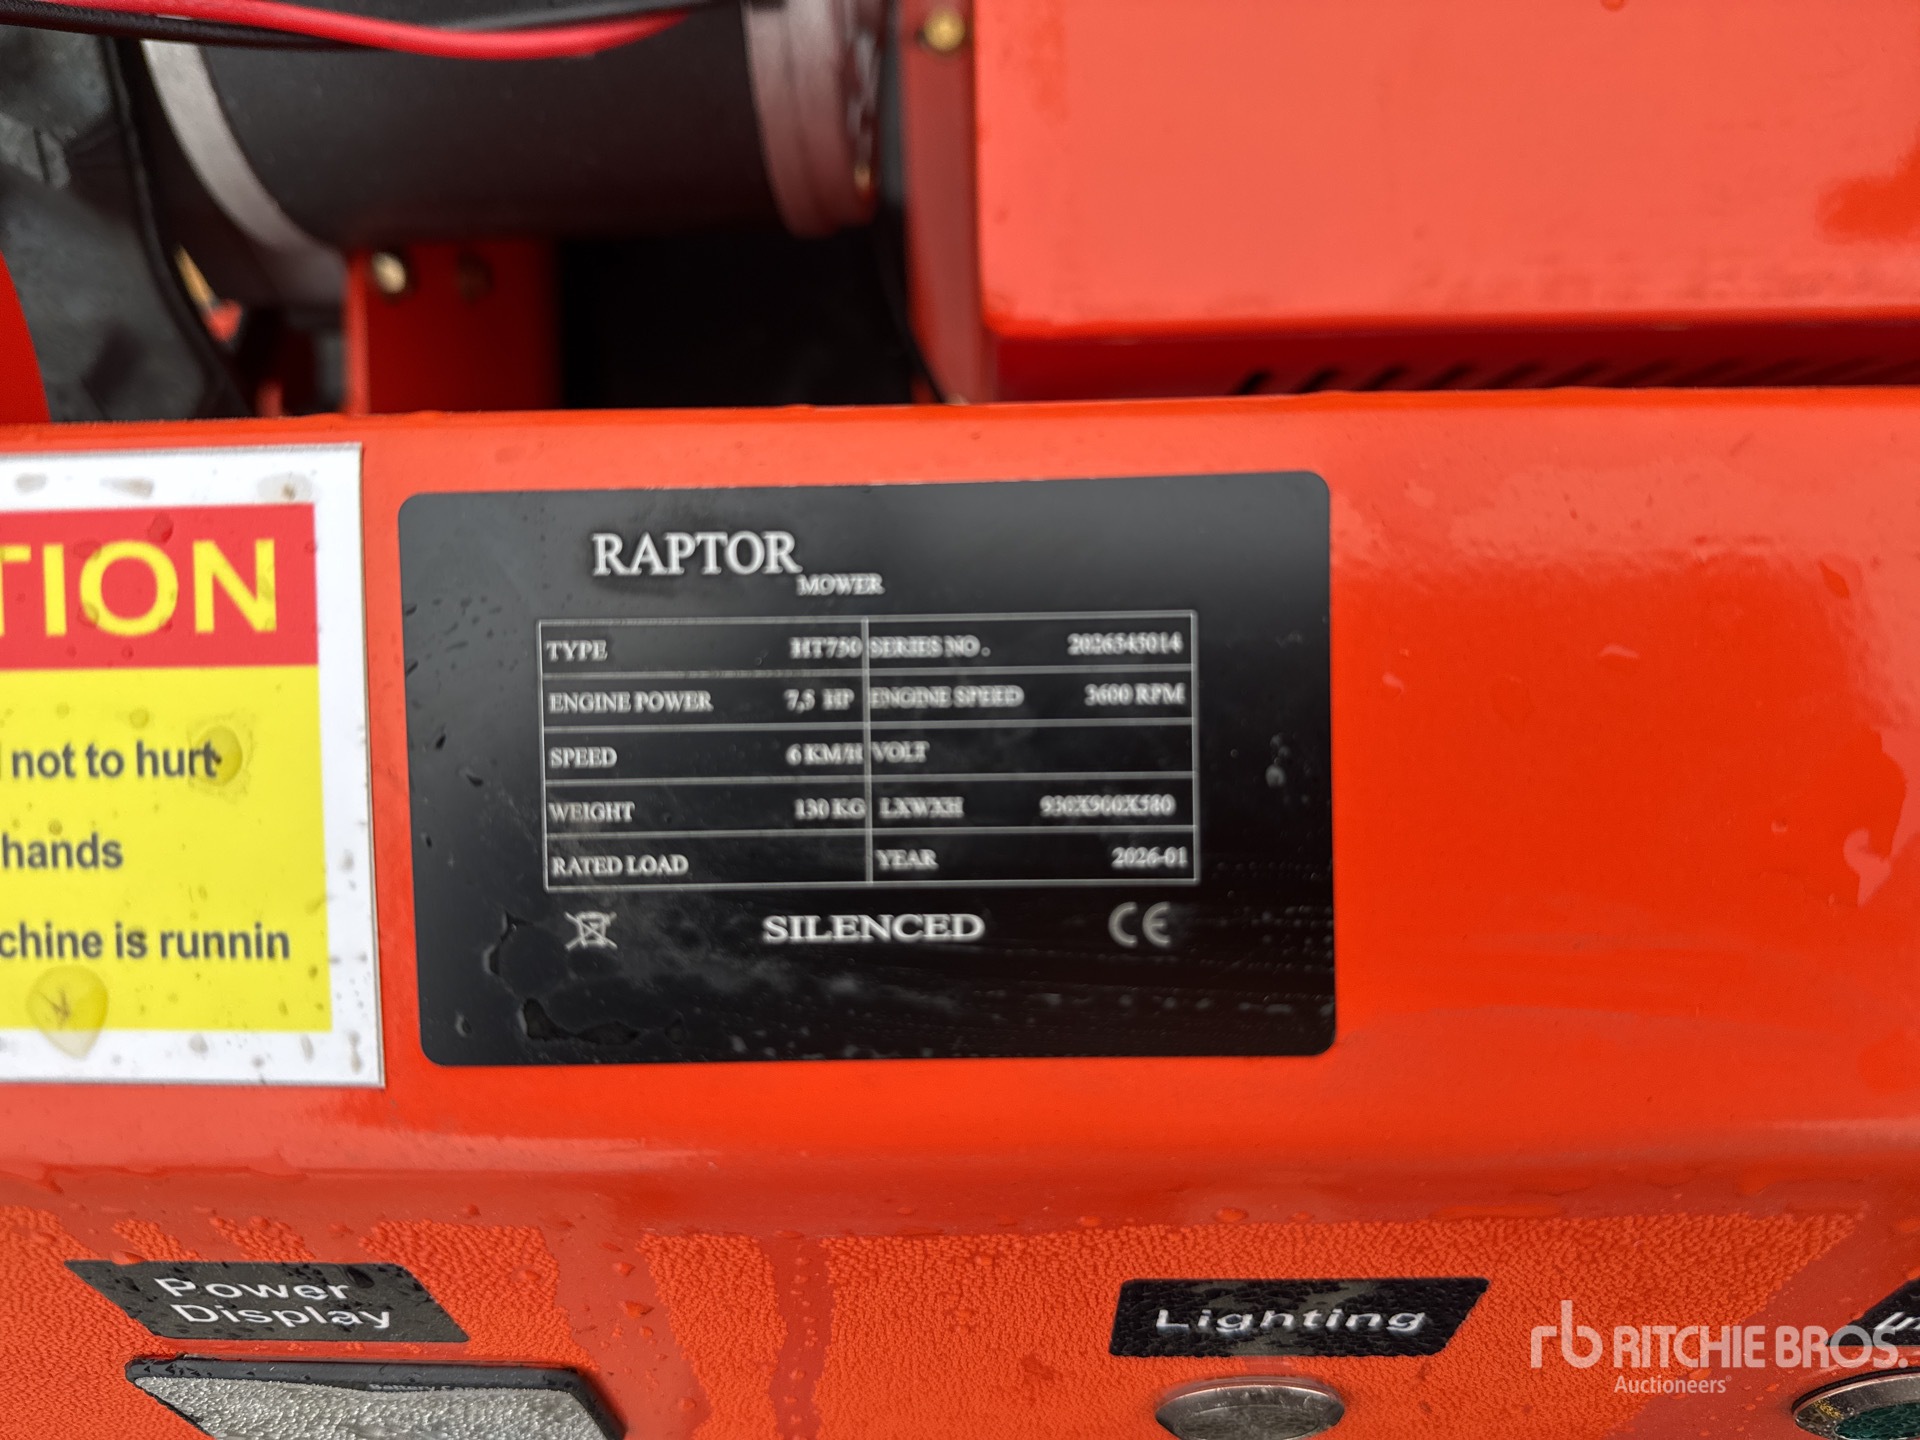 TION
not to hurt
hands
chine is runnin
RAPTOR
MOWER
TYPE HT750 SERIES NO. 2026545014
ENGINE POWER 7,5 HP ENGINE SPEED 3600 RPM
SPEED 6 KM/H VOLT
WEIGHT 130 KG LXWXH 930X900X580
RATED LOAD YEAR 2026-01
SILENCED CE
Power
Display
Lighting
rb RITCHIE BROS.
Auctioneers